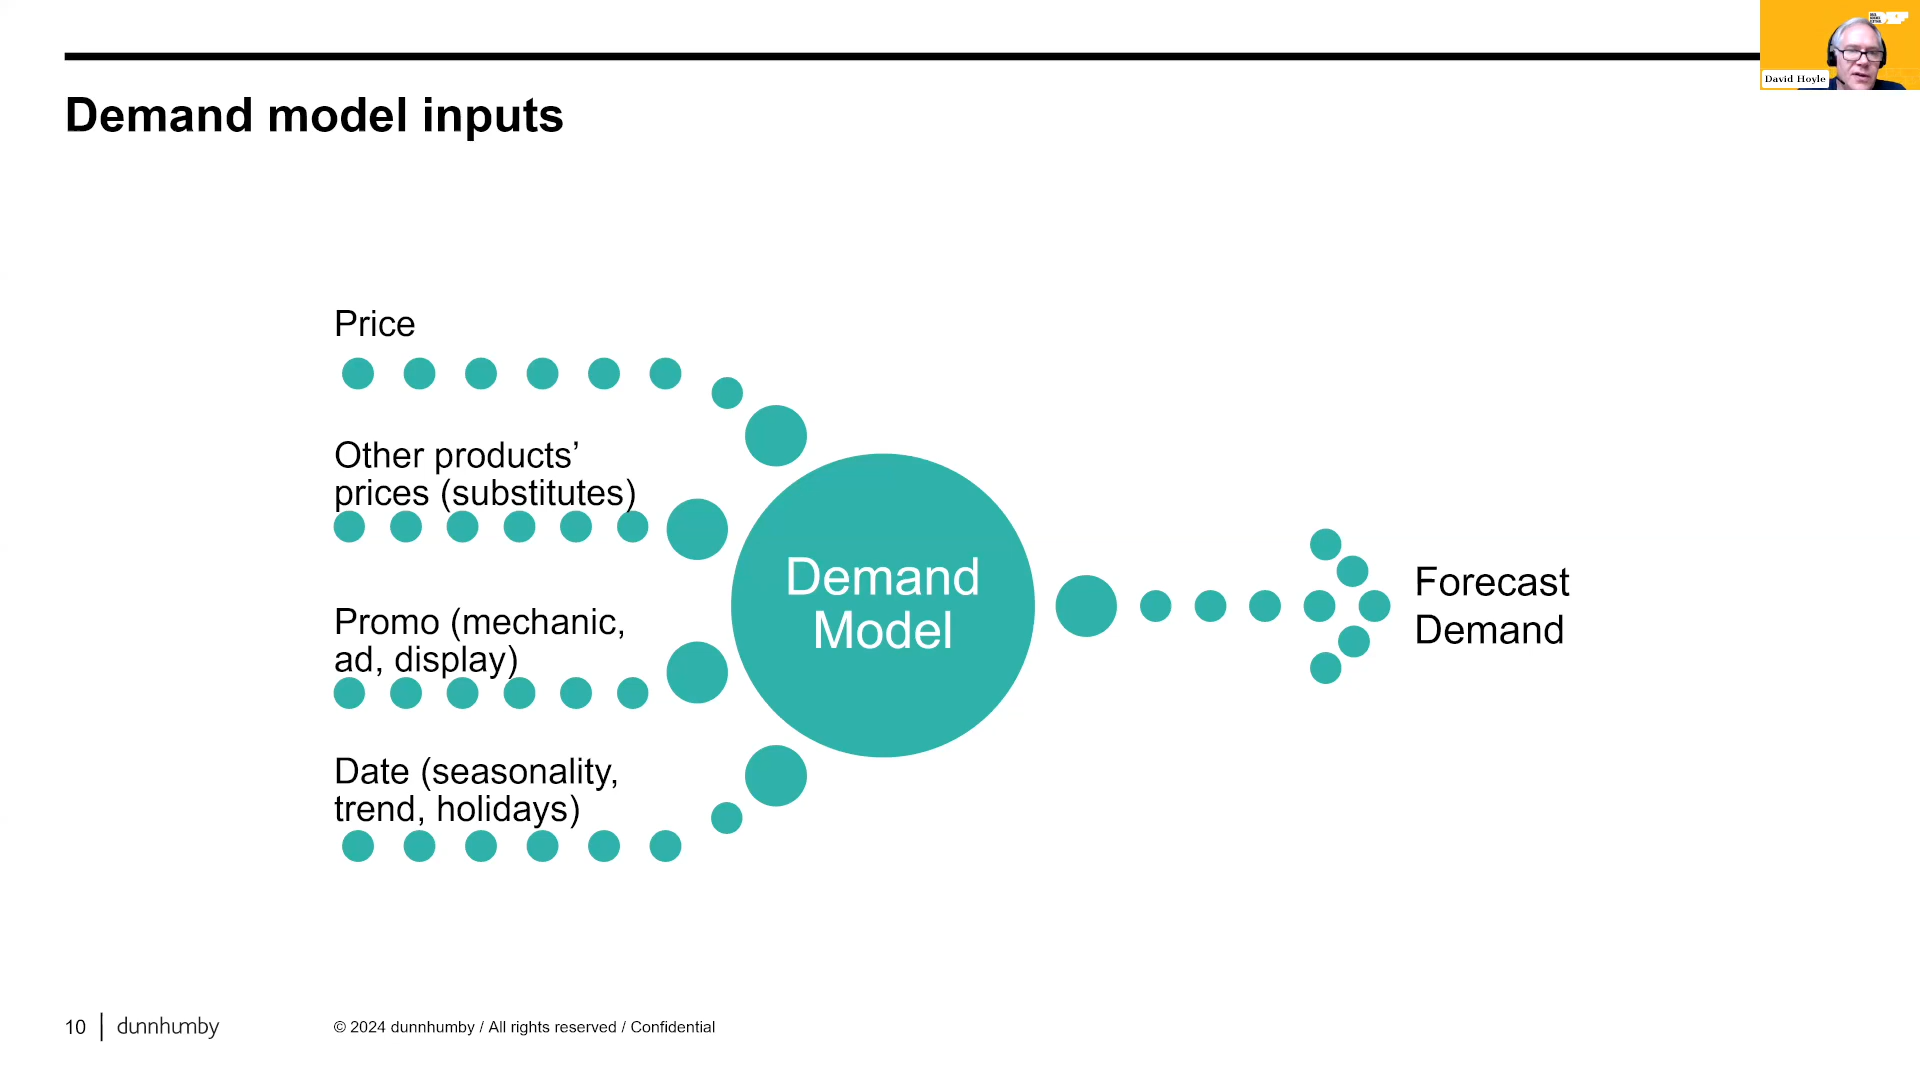 David Hoyle
Demand model inputs
Price
Other products’
prices (substitutes)
Promo (mechanic,
ad, display)
Date (seasonality,
trend, holidays)
Demand
Model
Forecast
Demand
10
dunnhumby
© 2024 dunnhumby / All rights reserved / Confidential